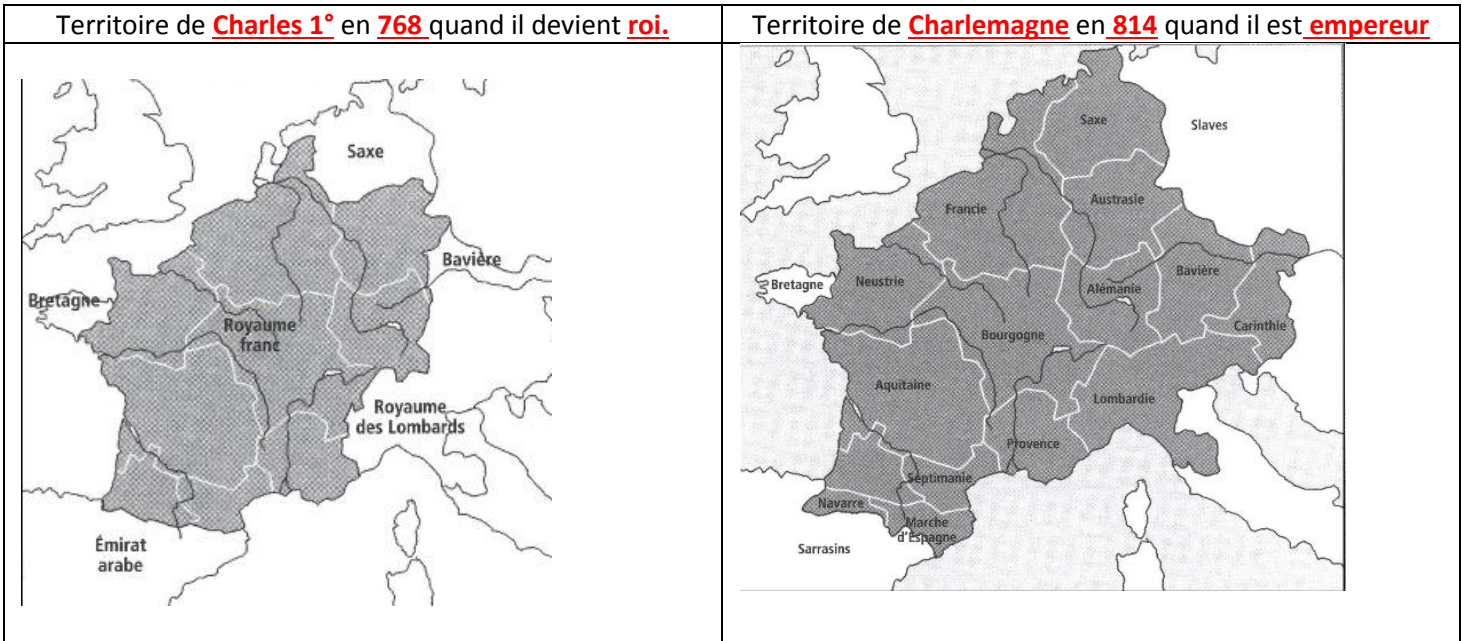 Territoire de Charles 1° en 768 quand il devient roi.
Territoire de Charlemagne en 814 quand il est empereur
Saxe
Bavière
Bretagne
Royaume
franc
Royaume
des Lombards
Émirat
arabe
Saxe
Slaves
Francie
Austrasie
Bretagne
Neustrie
Bavière
Alémanie
Carinthie
Bourgogne
Aquitaine
Lombardie
Provence
Septimanie
Navarre
Marche
d'Espagne
Sarrasins